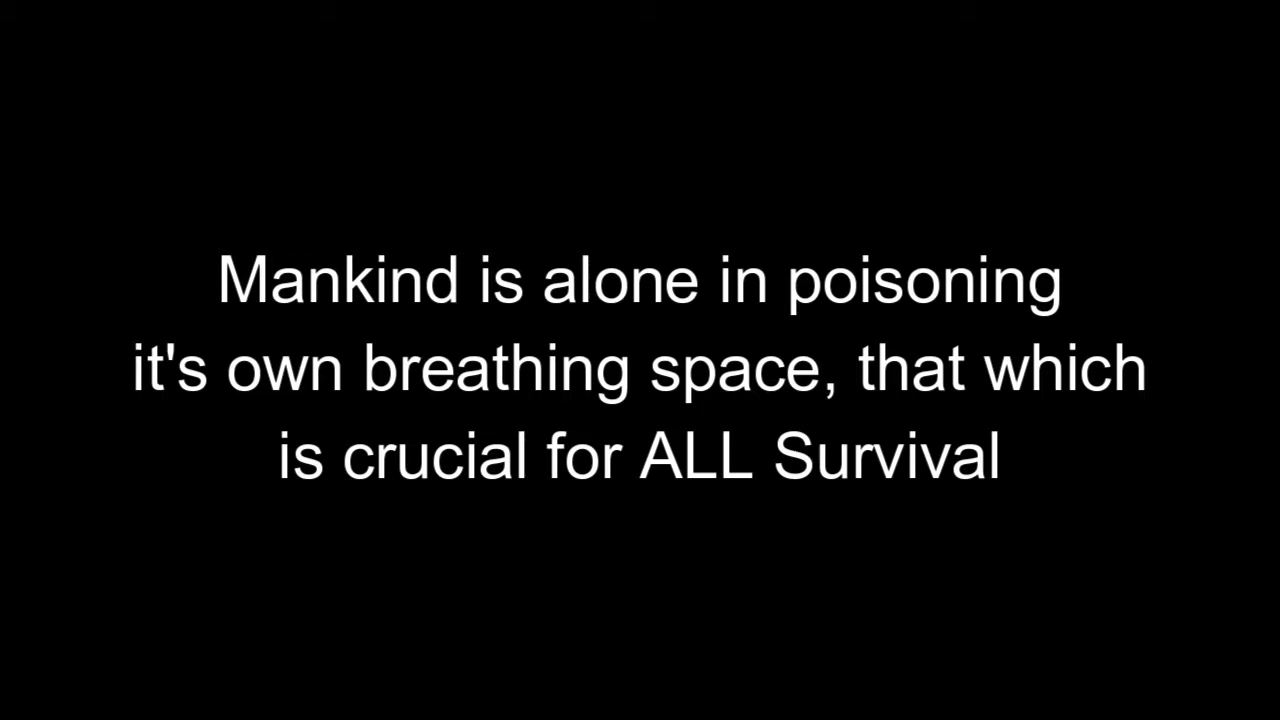 Mankind is alone in poisoning
it's own breathing space, that which
is crucial for ALL Survival